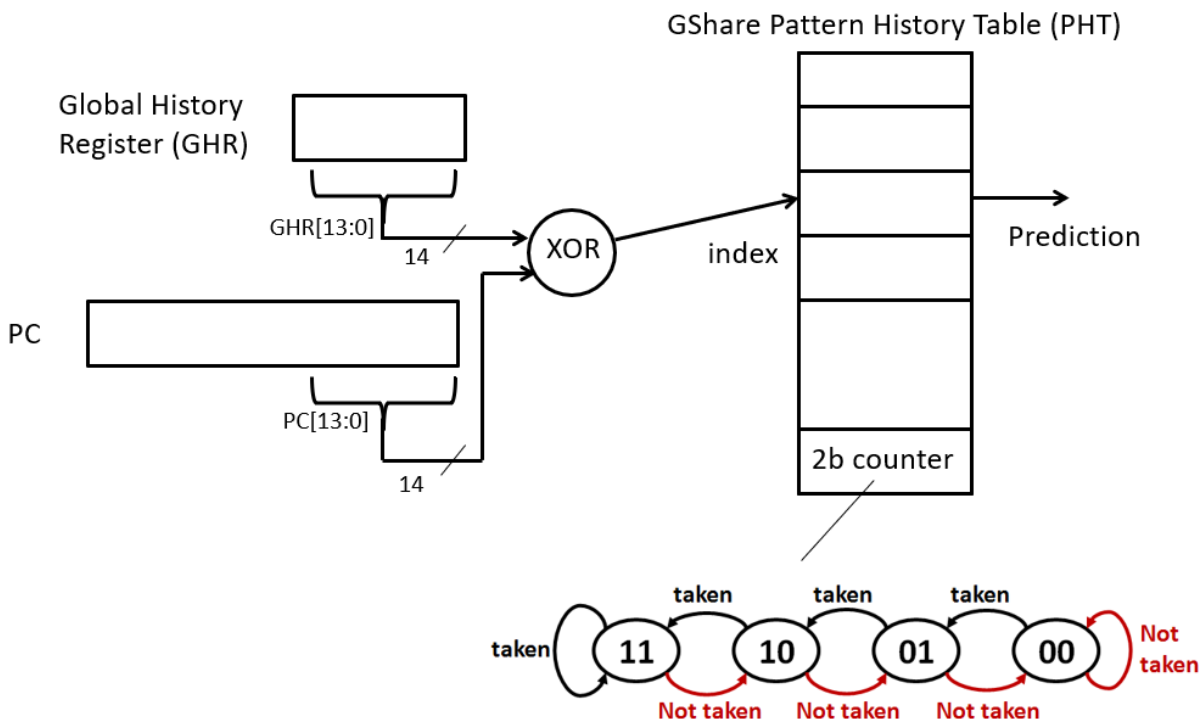 GShare Pattern History Table (PHT)
Global History
Register (GHR)
GHR[13:0]
14
XOR
index
Prediction
PC
PC[13:0]
14
2b counter
taken
taken
taken
taken
11
10
01
00
Not
taken
Not taken
Not taken
Not taken